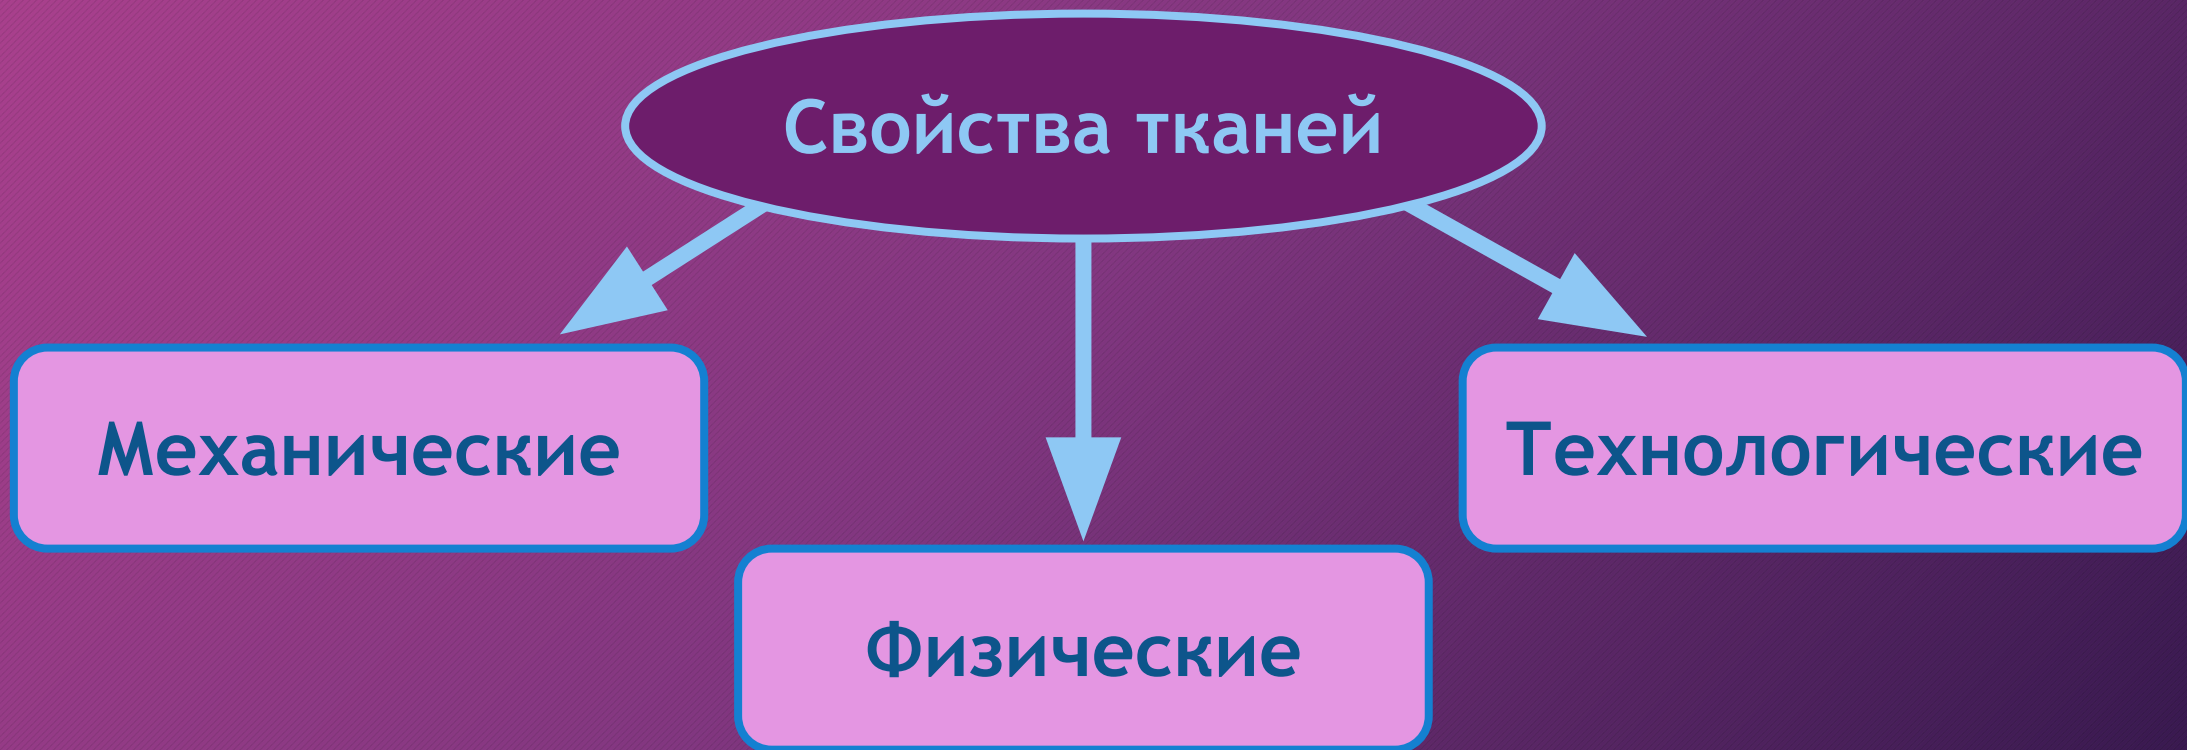 Свойства тканей
Механические
Технологические
Физические